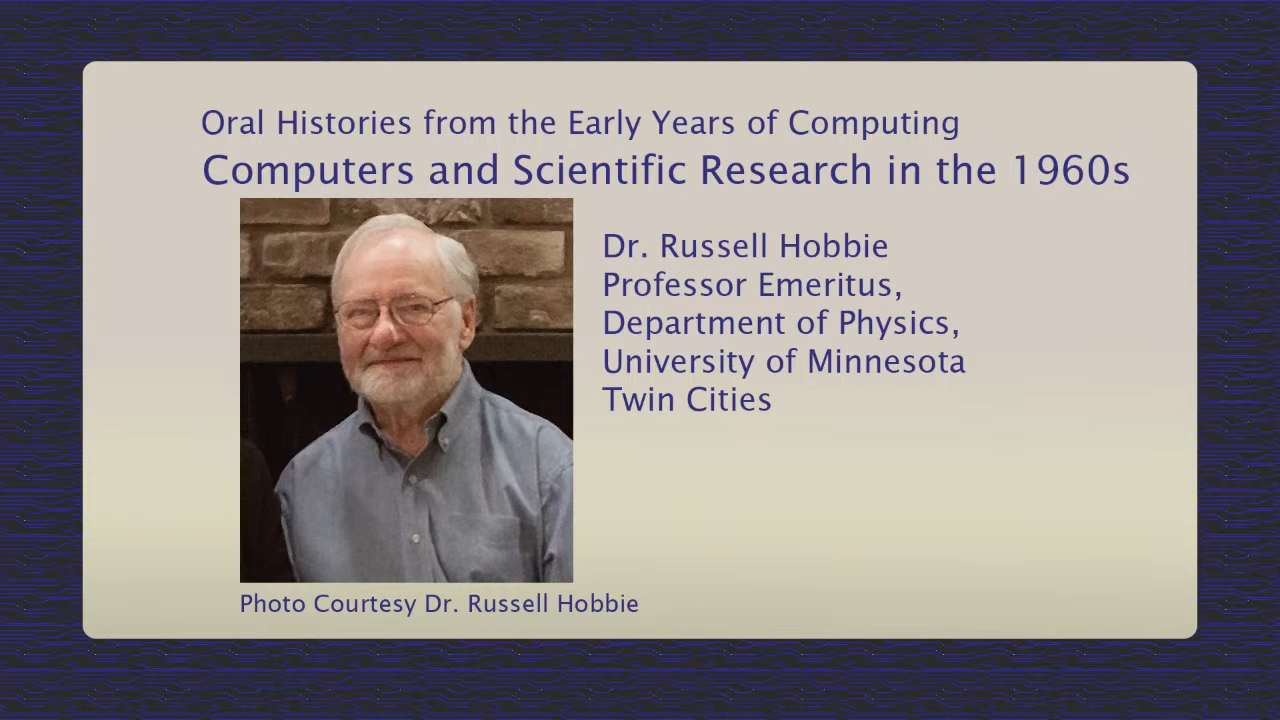 Oral Histories from the Early Years of Computing
Computers and Scientific Research in the 1960s
Dr. Russell Hobbie
Professor Emeritus,
Department of Physics,
University of Minnesota
Twin Cities
Photo Courtesy Dr. Russell Hobbie